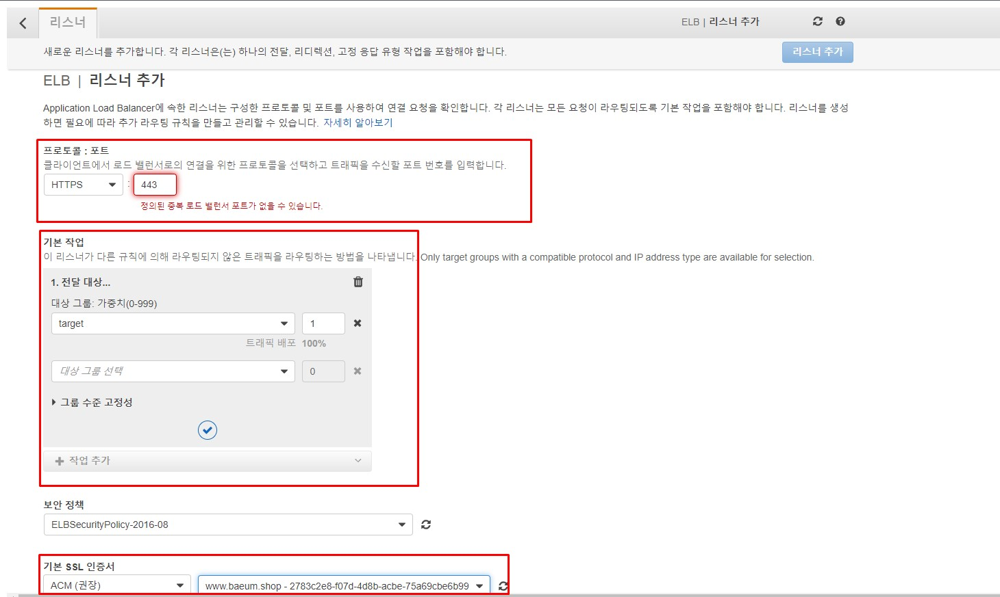 리스너
ELB | 리스너 추가
새로운 리스너를 추가합니다. 각 리스너은(는) 하나의 전달, 리디렉션, 고정 응답 유형 작업을 포함해야 합니다.
리스너 추가
ELB | 리스너 추가
Application Load Balancer에 속한 리스너는 구성한 프로토콜 및 포트를 사용하여 연결 요청을 확인합니다. 각 리스너는 모든 요청이 라우팅되도록 기본 작업을 포함해야 합니다. 리스너를 생성
하면 필요에 따라 추가 라우팅 규칙을 만들고 관리할 수 있습니다. 자세히 알아보기
프로토콜 : 포트
클라이언트에서 로드 밸런서로의 연결을 위한 프로토콜을 선택하고 트래픽을 수신할 포트 번호를 입력합니다.
HTTPS : 443
정의된 중복 로드 밸런서 포트가 없을 수 있습니다.
기본 작업
이 리스너가 다른 규칙에 의해 라우팅되지 않은 트래픽을 라우팅하는 방법을 나타냅니다. Only target groups with a compatible protocol and IP address type are available for selection.
1. 전달 대상...
대상 그룹: 가중치(0-999)
target 1
트래픽 배포 100%
대상 그룹 선택 0
그룹 수준 고정성
작업 추가
보안 정책
ELBSecurityPolicy-2016-08
기본 SSL 인증서
ACM (권장) www.baeum.shop - 2783c2e8-f07d-4d8b-acbe-75a69cbe6b99